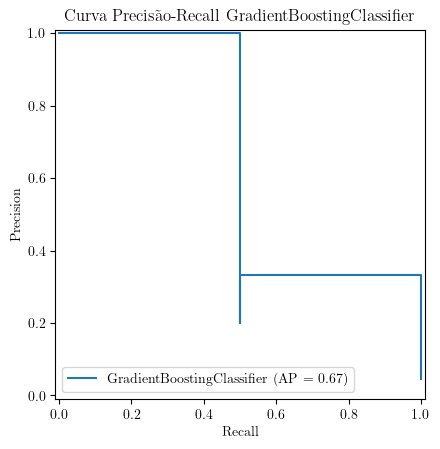 Curva Precisão-Recall GradientBoostingClassifier
1.0
0.8
0.6
0.4
0.2
0.0
Precision
GradientBoostingClassifier (AP = 0.67)
0.0 0.2 0.4 0.6 0.8 1.0
Recall